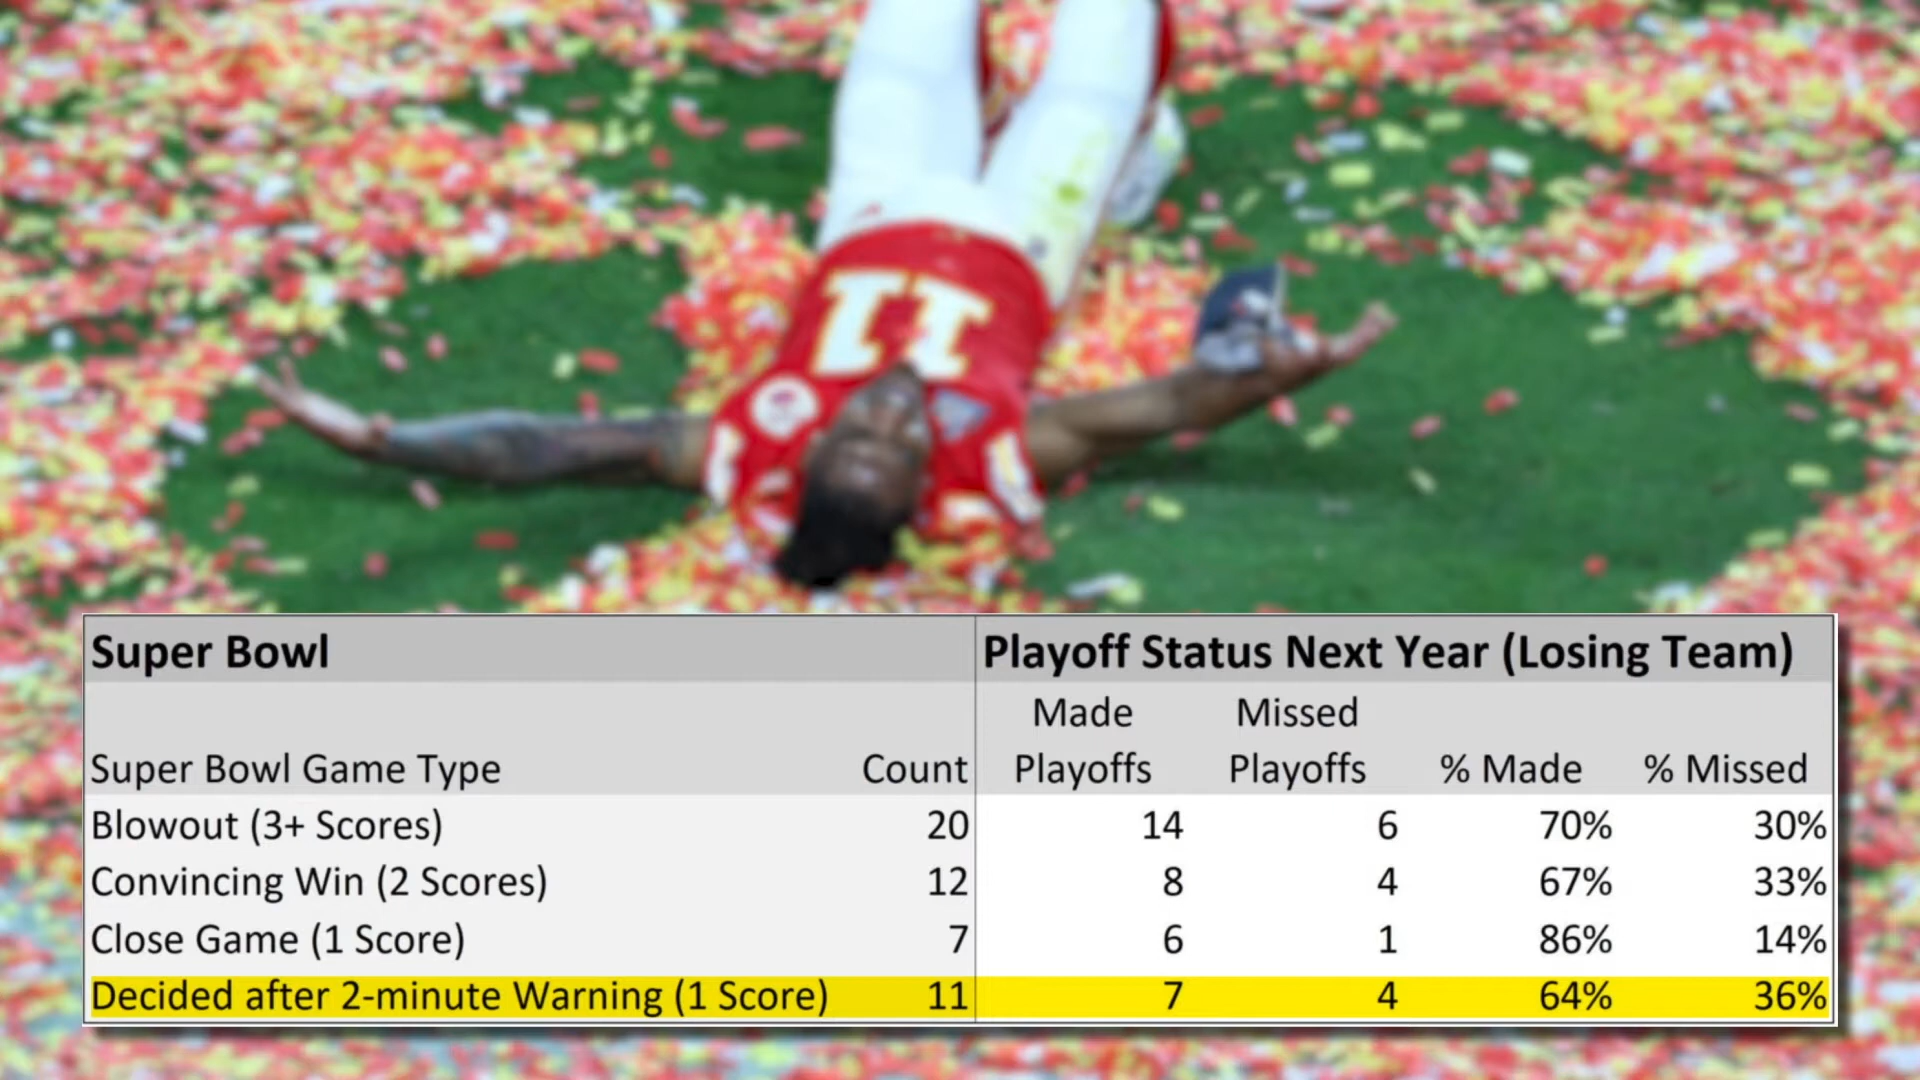 11
Super Bowl Playoff Status Next Year (Losing Team)
Made Missed
Super Bowl Game Type Count Playoffs Playoffs % Made % Missed
Blowout (3+ Scores) 20 14 6 70% 30%
Convincing Win (2 Scores) 12 8 4 67% 33%
Close Game (1 Score) 7 6 1 86% 14%
Decided after 2-minute Warning (1 Score) 11 7 4 64% 36%